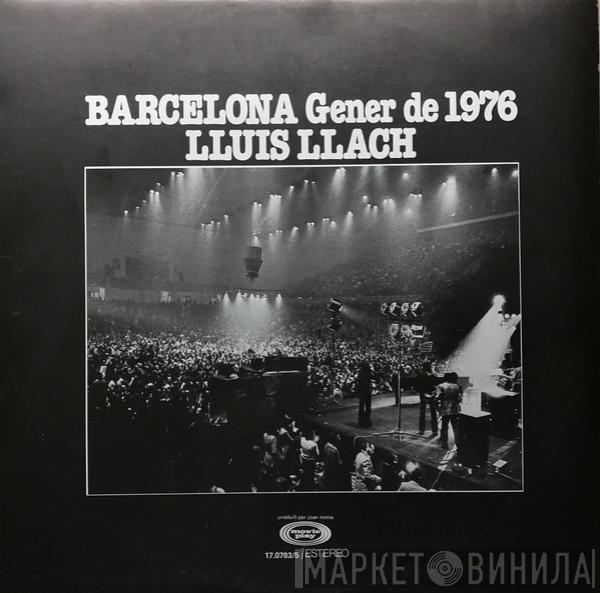 BARCELONA Gener de 1976
LLUIS LLACH
produït per joan molas
movie
play
17.0783/5 / ESTEREO
МАРКЕТ ВИНИЛА